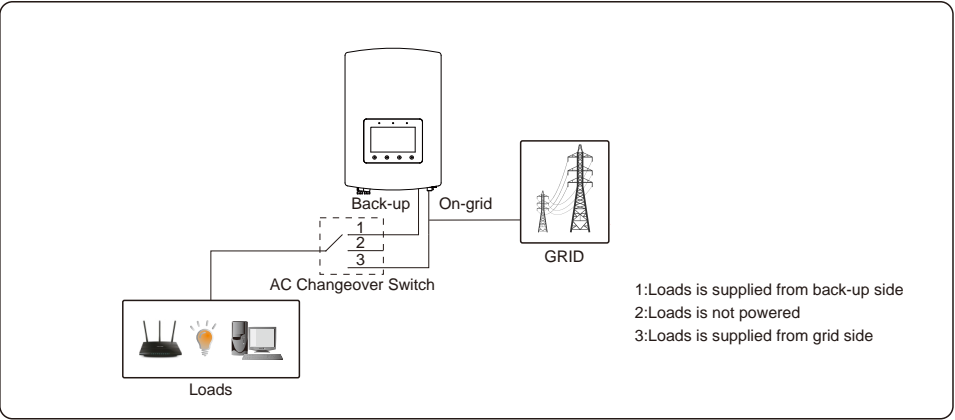 Back-up
On-grid
1
2
3
AC Changeover Switch
GRID
Loads
1:Loads is supplied from back-up side
2:Loads is not powered
3:Loads is supplied from grid side